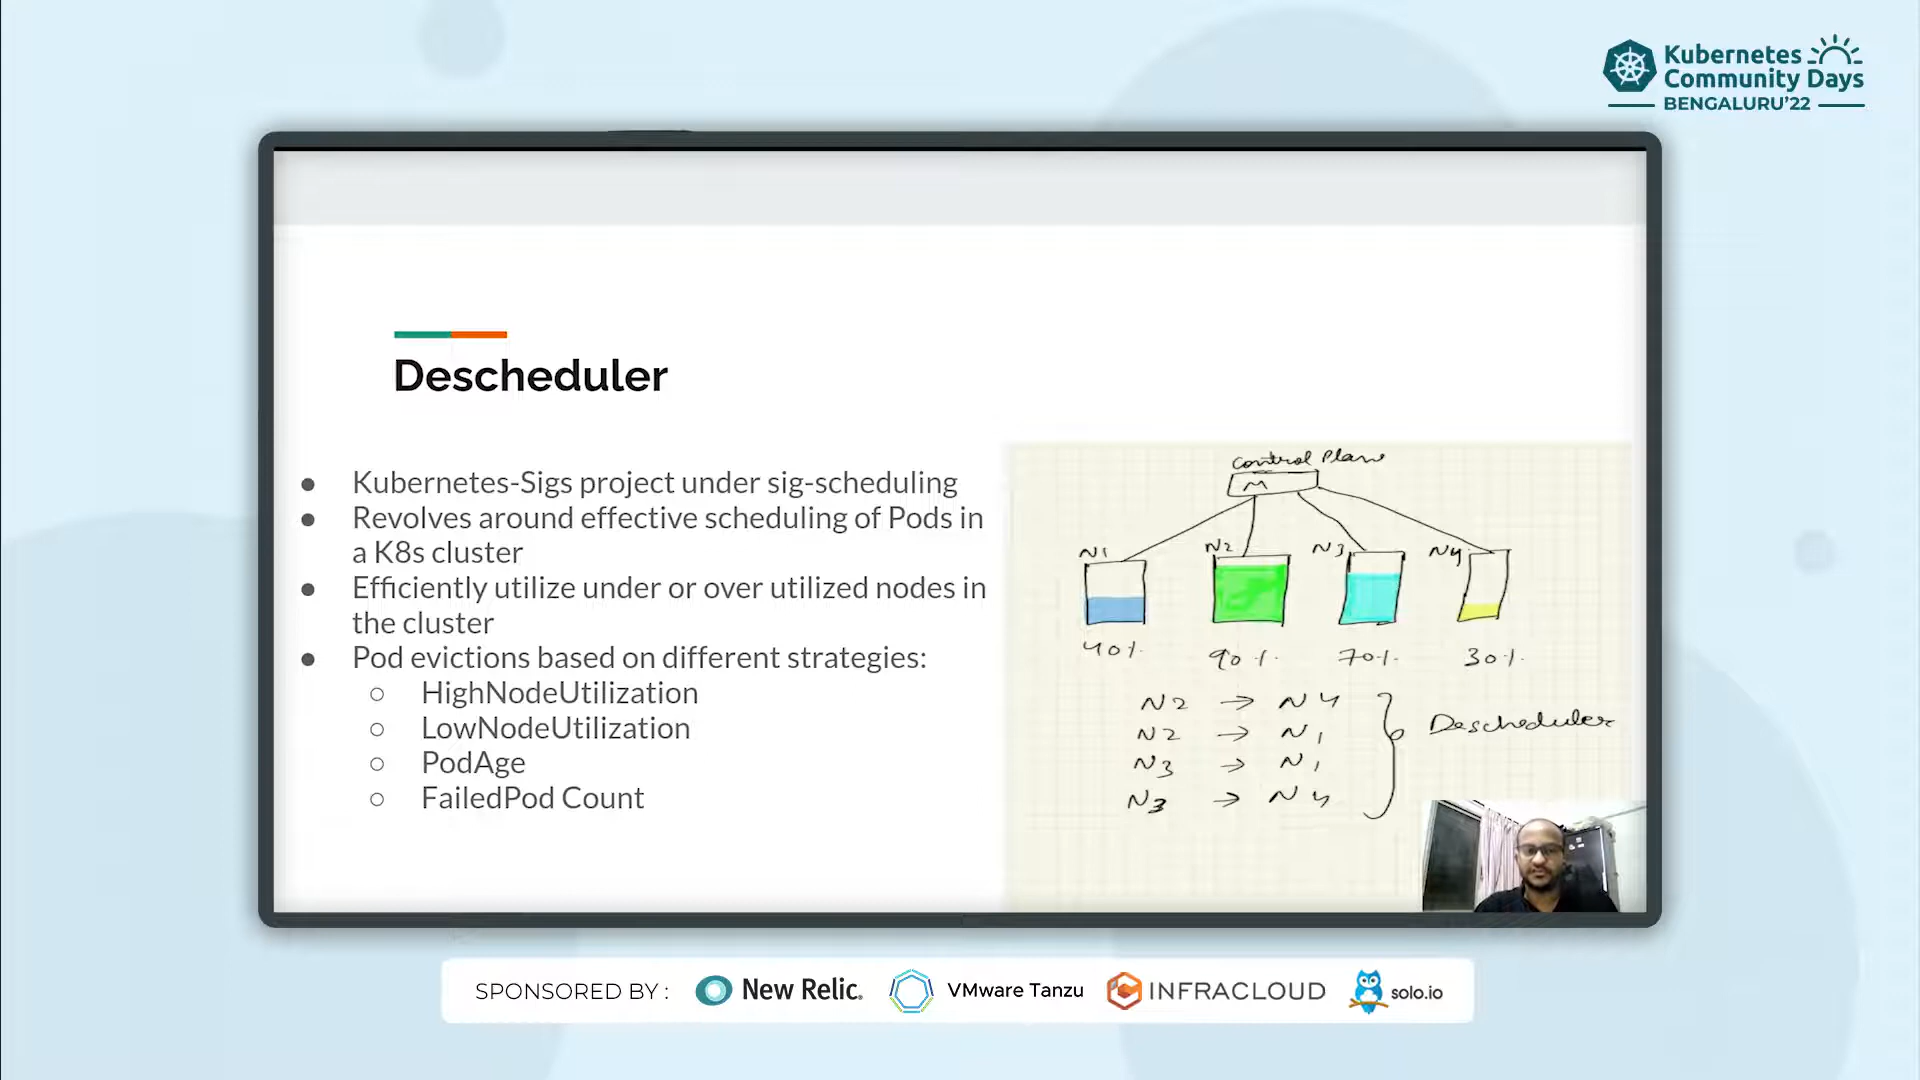 Kubernetes
Community Days
BENGALURU'22
Descheduler
● Kubernetes-Sigs project under sig-scheduling
● Revolves around effective scheduling of Pods in
a K8s cluster
● Efficiently utilize under or over utilized nodes in
the cluster
● Pod evictions based on different strategies:
○ HighNodeUtilization
○ LowNodeUtilization
○ PodAge
○ FailedPod Count
Control Plane
M
N1 N2 N3 N4
40% 90% 70% 30%
N2 → N4
N2 → N1
N3 → N1
N3 → N4
Descheduler
SPONSORED BY : New Relic. VMware Tanzu INFRACLOUD solo.io